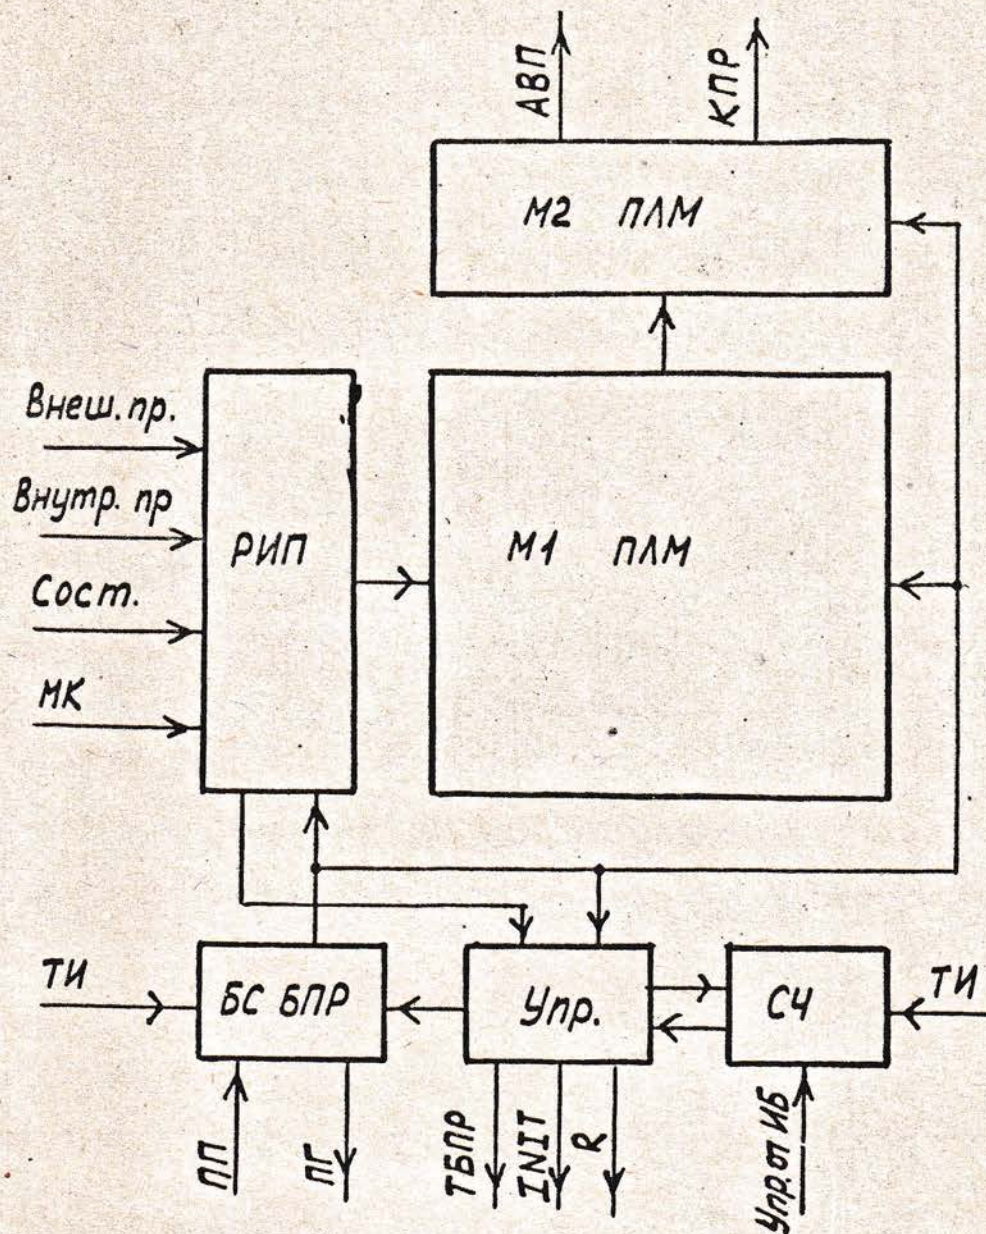 АВП
КПР
М2 ПЛМ
Внеш. пр.
Внутр. пр
Сост.
МК
РИП
М1 ПЛМ
ТИ
БС БПР
Упр.
СЧ
ТИ
ПП
ПГ
ТБПР
INIT
R
Упр. от ИБ